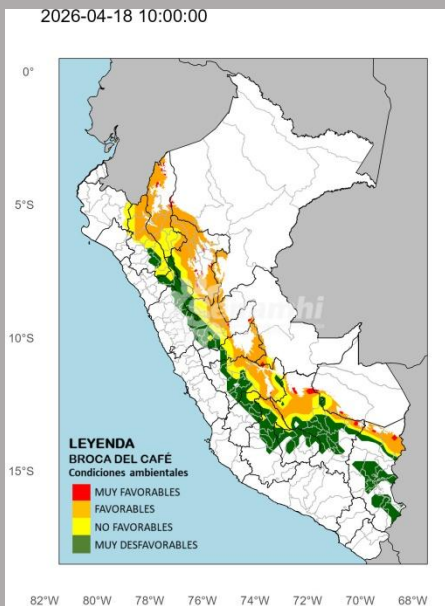 2026-04-18 10:00:00
0°
5°S
10°S
15°S
senamhi
LEYENDA
BROCA DEL CAFÉ
Condiciones ambientales
MUY FAVORABLES
FAVORABLES
NO FAVORABLES
MUY DESFAVORABLES
82°W 80°W 78°W 76°W 74°W 72°W 70°W 68°W